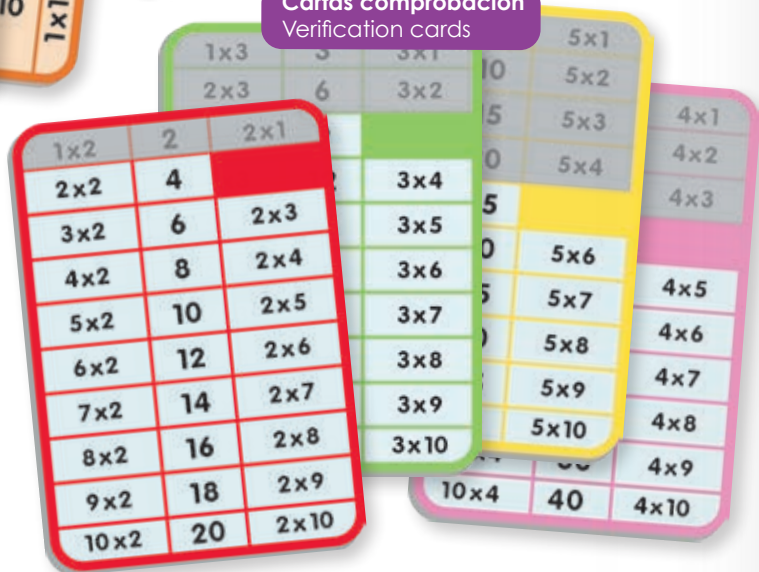 10
1x1
Cartas comprobación
Verification cards
1x2 2 2x1
2x2 4
3x2 6 2x3
4x2 8 2x4
5x2 10 2x5
6x2 12 2x6
7x2 14 2x7
8x2 16 2x8
9x2 18 2x9
10x2 20 2x10
1x3 3 3x1
2x3 6 3x2
3x4
3x5
3x6
3x7
3x8
3x9
3x10
5x1
10 5x2
5x3
5x4
5x6
5x7
5x8
5x9
5x10
4x1
4x2
4x3
4x5
4x6
4x7
4x8
4x9
10x4 40 4x10